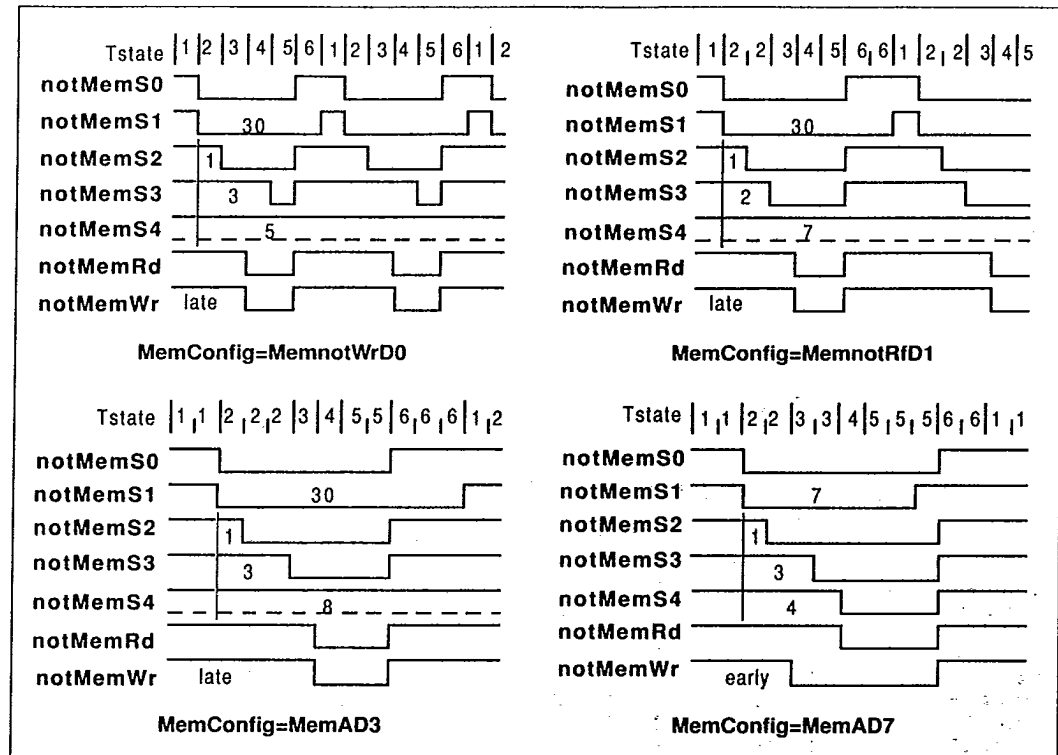 Tstate |1|2|3|4|5|6|1|2|3|4|5|6|1|2
notMemS0
notMemS1 30
notMemS2 1
notMemS3 3
notMemS4 5
notMemRd
notMemWr late
MemConfig=MemnotWrD0
Tstate |1|2|2|3|4|5|6|6|1|2|2|3|4|5
notMemS0
notMemS1 30
notMemS2 1
notMemS3 2
notMemS4 7
notMemRd
notMemWr late
MemConfig=MemnotRfD1
Tstate |1|1|2|2|2|3|4|5|5|6|6|6|1|2
notMemS0
notMemS1 30
notMemS2 1
notMemS3 3
notMemS4 8
notMemRd
notMemWr late
MemConfig=MemAD3
Tstate |1|1|2|2|3|3|4|5|5|5|6|6|1|1
notMemS0
notMemS1 7
notMemS2 1
notMemS3 3
notMemS4 4
notMemRd
notMemWr early
MemConfig=MemAD7